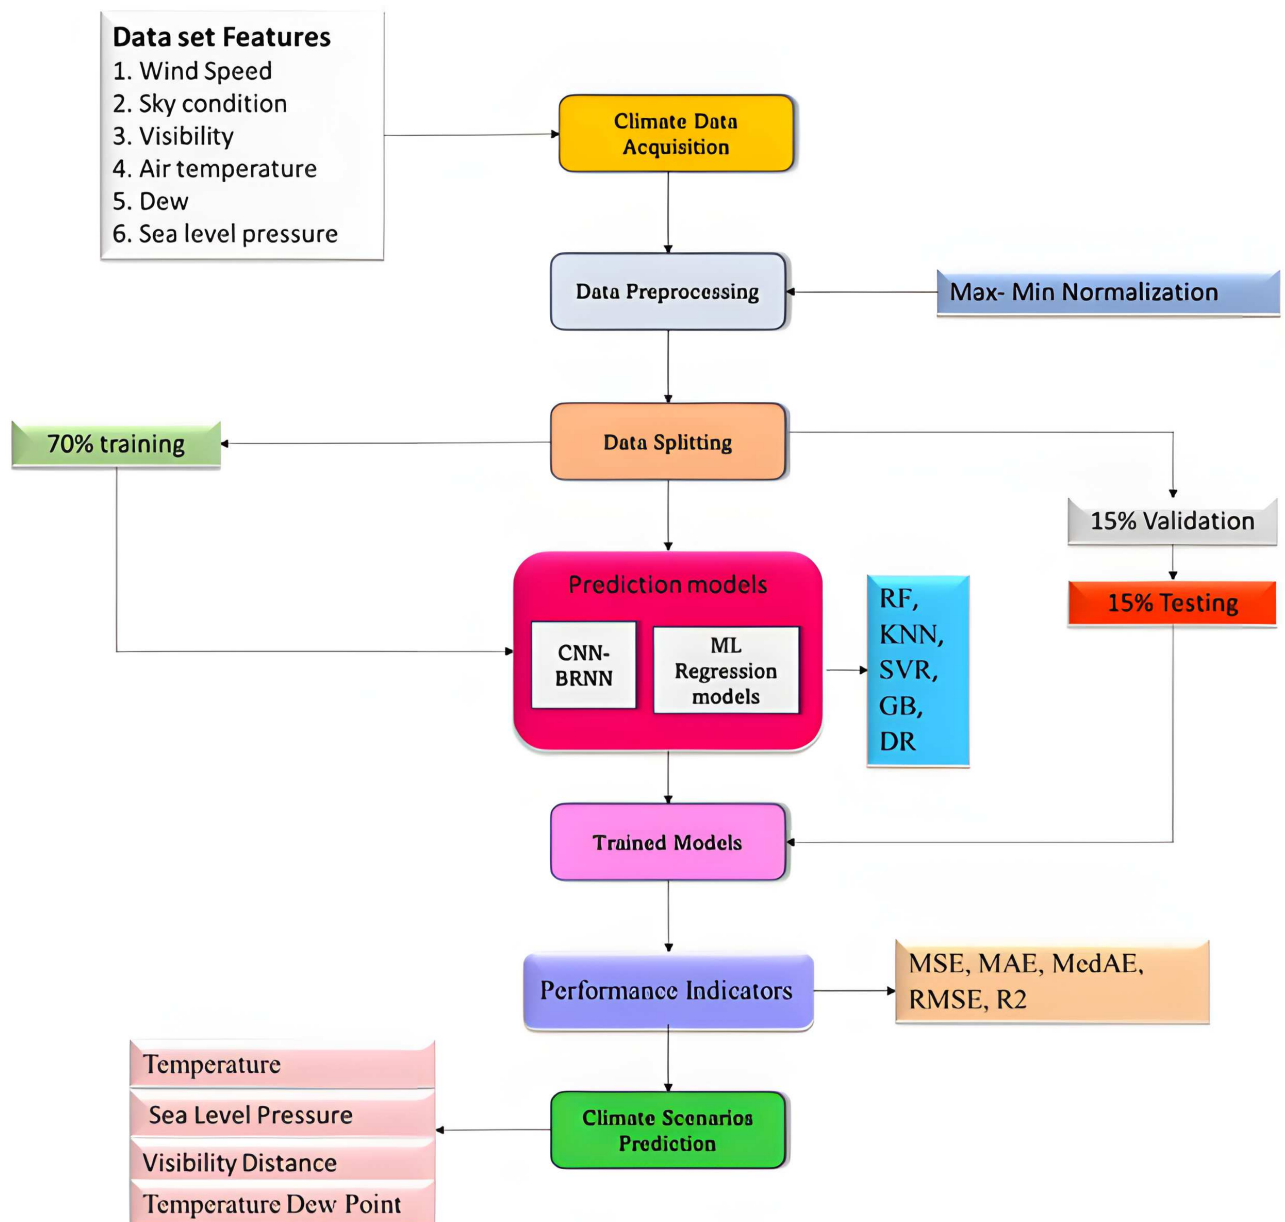 Data set Features
1. Wind Speed
2. Sky condition
3. Visibility
4. Air temperature
5. Dew
6. Sea level pressure
Climate Data
Acquisition
Data Preprocessing
Max- Min Normalization
70% training
Data Splitting
15% Validation
15% Testing
Prediction models
CNN-
BRNN
ML
Regression
models
RF,
KNN,
SVR,
GB,
DR
Trained Models
Performance Indicators
MSE, MAE, MedAE,
RMSE, R2
Climate Scenarios
Prediction
Temperature
Sea Level Pressure
Visibility Distance
Temperature Dew Point